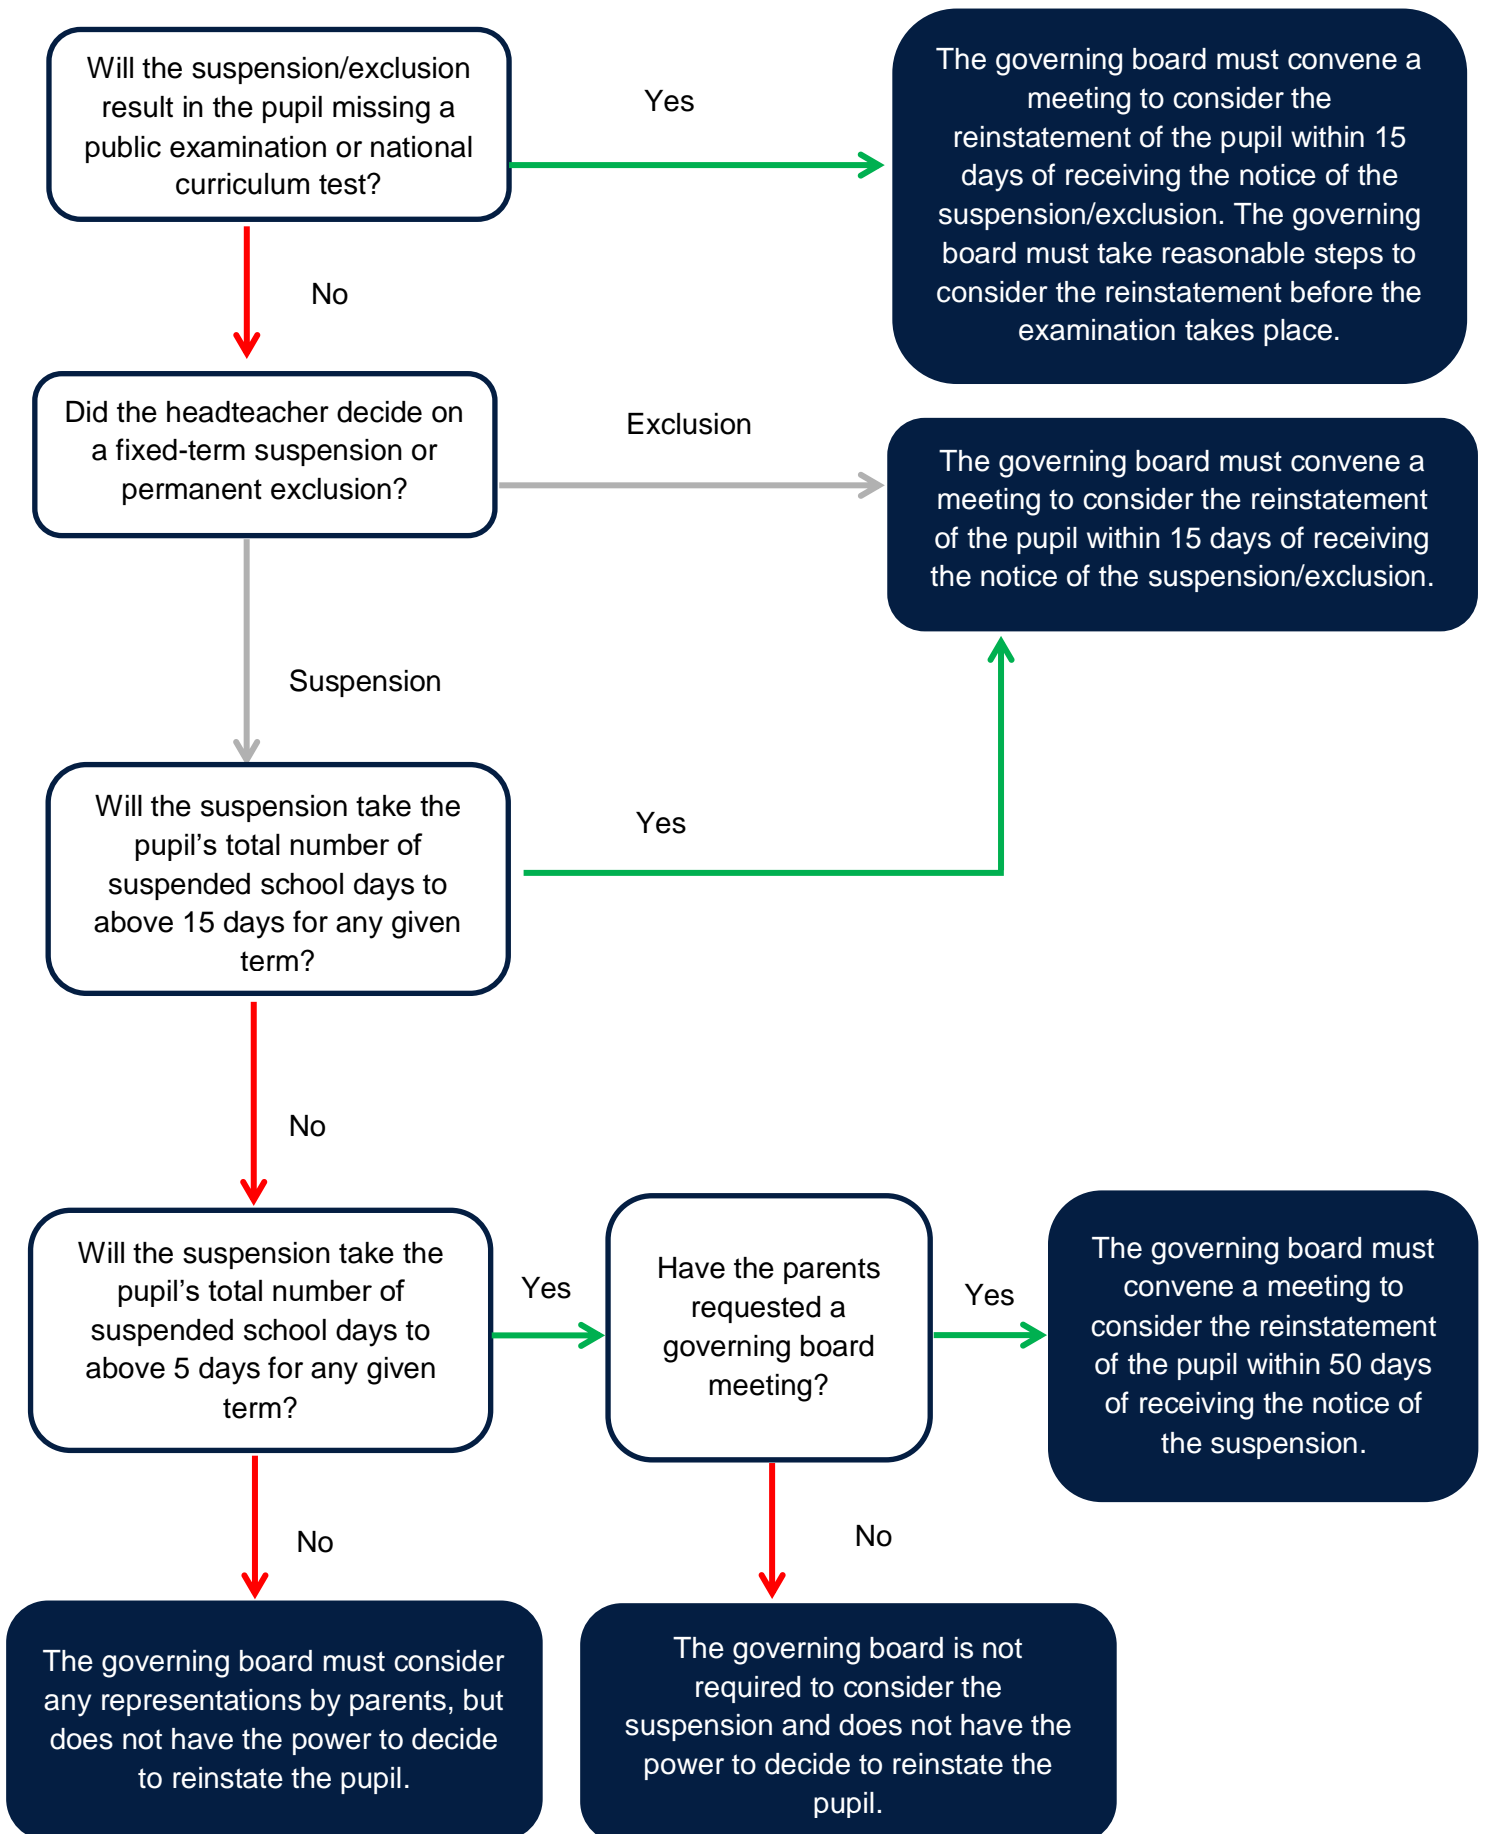 Will the suspension/exclusion
result in the pupil missing a
public examination or national
curriculum test?
Yes
The governing board must convene a
meeting to consider the
reinstatement of the pupil within 15
days of receiving the notice of the
suspension/exclusion. The governing
board must take reasonable steps to
consider the reinstatement before the
examination takes place.
No
Did the headteacher decide on
a fixed-term suspension or
permanent exclusion?
Exclusion
The governing board must convene a
meeting to consider the reinstatement
of the pupil within 15 days of receiving
the notice of the suspension/exclusion.
Suspension
Will the suspension take the
pupil’s total number of
suspended school days to
above 15 days for any given
term?
Yes
No
Will the suspension take the
pupil’s total number of
suspended school days to
above 5 days for any given
term?
Yes
Have the parents
requested a
governing board
meeting?
Yes
The governing board must
convene a meeting to
consider the reinstatement
of the pupil within 50 days
of receiving the notice of
the suspension.
No
No
The governing board must consider
any representations by parents, but
does not have the power to decide
to reinstate the pupil.
The governing board is not
required to consider the
suspension and does not have the
power to decide to reinstate the
pupil.